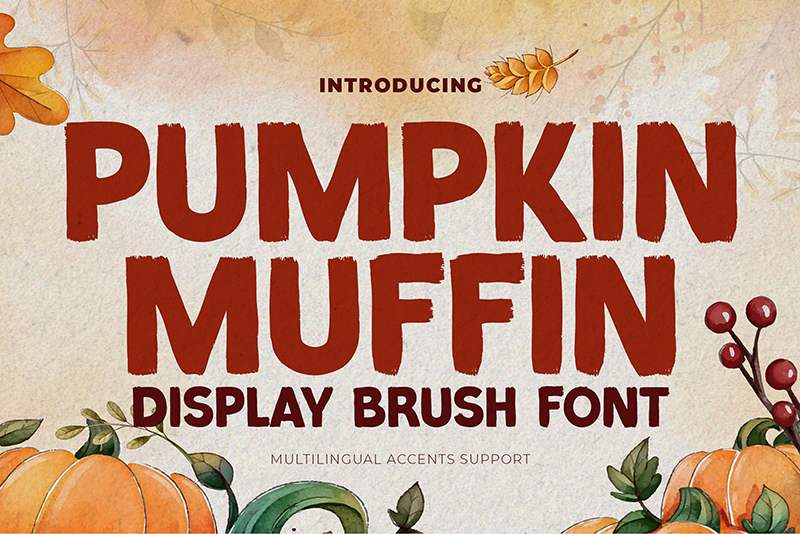 INTRODUCING
PUMPKIN
MUFFIN
DISPLAY BRUSH FONT
MULTILINGUAL ACCENTS SUPPORT